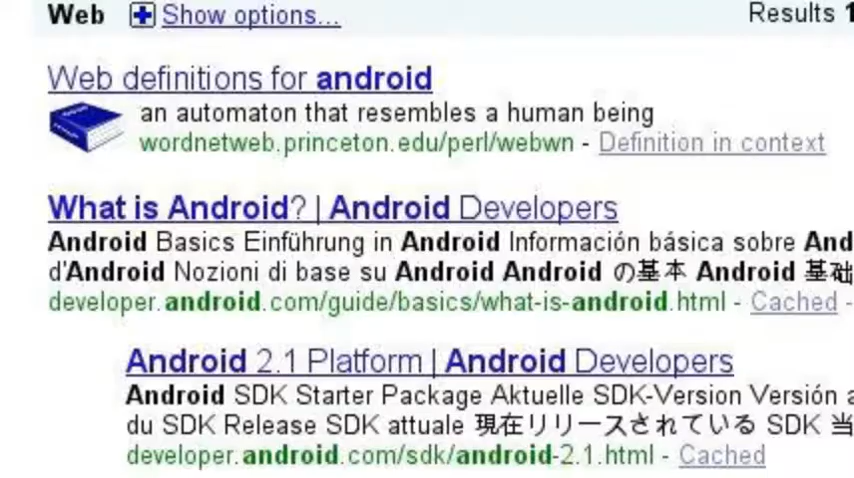 Web Show options... Results
Web definitions for android
an automaton that resembles a human being
wordnetweb.princeton.edu/perl/webwn - Definition in context
What is Android? | Android Developers
Android Basics Einführung in Android Información básica sobre And
d'Android Nozioni di base su Android Android の基本 Android 基础
developer.android.com/guide/basics/what-is-android.html - Cached -
Android 2.1 Platform | Android Developers
Android SDK Starter Package Aktuelle SDK-Version Versión a
du SDK Release SDK attuale 現在リリースされている SDK 当
developer.android.com/sdk/android-2.1.html - Cached